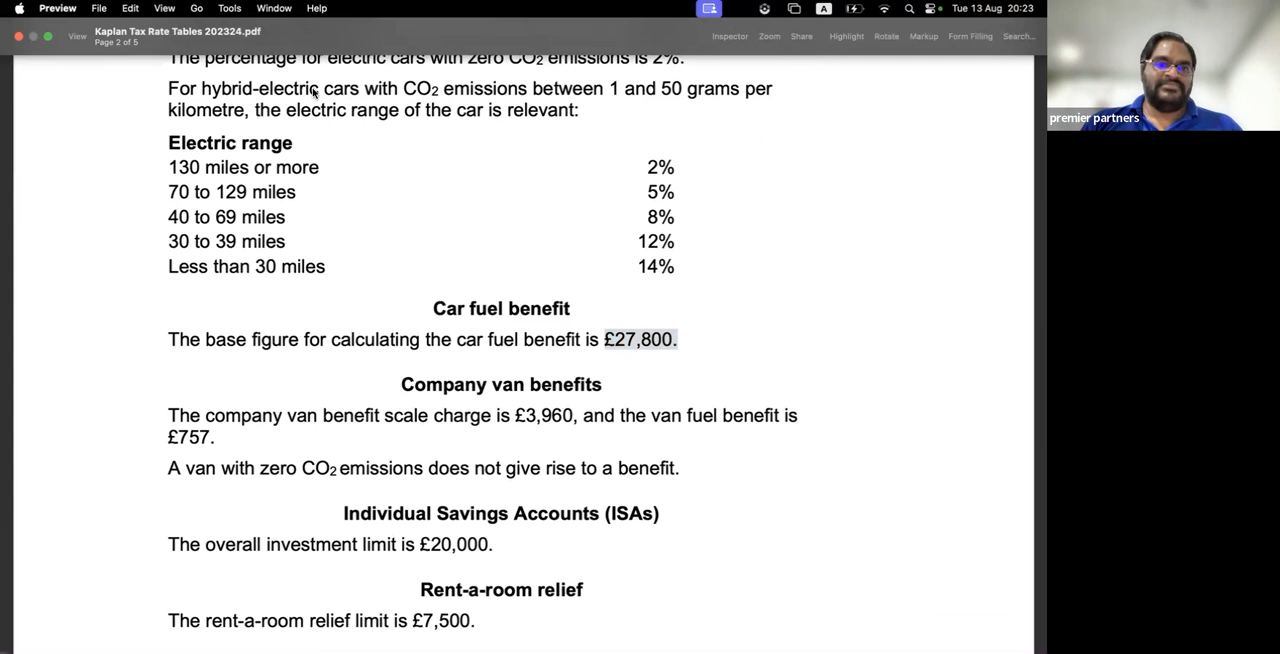 Preview File Edit View Go Tools Window Help
A
Tue 13 Aug 20:23
View
Kaplan Tax Rate Tables 202324.pdf
Page 2 of 5
Inspector Zoom Share Highlight Rotate Markup Form Filling Search...
The percentage for electric cars with zero CO2 emissions is 2%.
For hybrid-electric cars with CO2 emissions between 1 and 50 grams per
kilometre, the electric range of the car is relevant:
Electric range
130 miles or more 2%
70 to 129 miles 5%
40 to 69 miles 8%
30 to 39 miles 12%
Less than 30 miles 14%
Car fuel benefit
The base figure for calculating the car fuel benefit is £27,800.
Company van benefits
The company van benefit scale charge is £3,960, and the van fuel benefit is
£757.
A van with zero CO2 emissions does not give rise to a benefit.
Individual Savings Accounts (ISAs)
The overall investment limit is £20,000.
Rent-a-room relief
The rent-a-room relief limit is £7,500.
premier partners